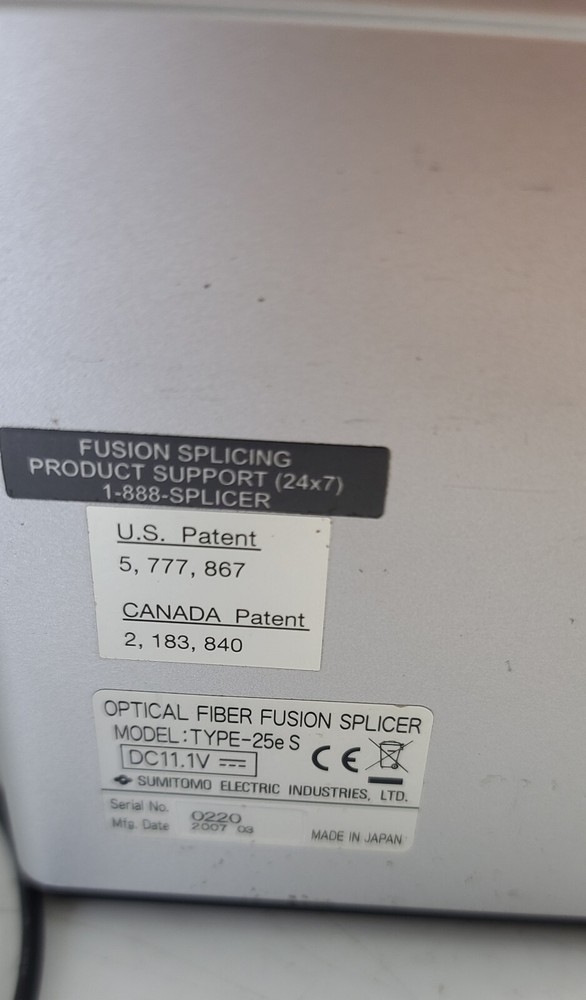 FUSION SPLICING
PRODUCT SUPPORT (24x7)
1-888-SPLICER
U.S. Patent
5, 777, 867
CANADA Patent
2, 183, 840
OPTICAL FIBER FUSION SPLICER
MODEL:TYPE-25e S
DC11.1V
CE
SUMITOMO ELECTRIC INDUSTRIES, LTD.
Serial No. 0220
Mfg. Date 2007 03
MADE IN JAPAN